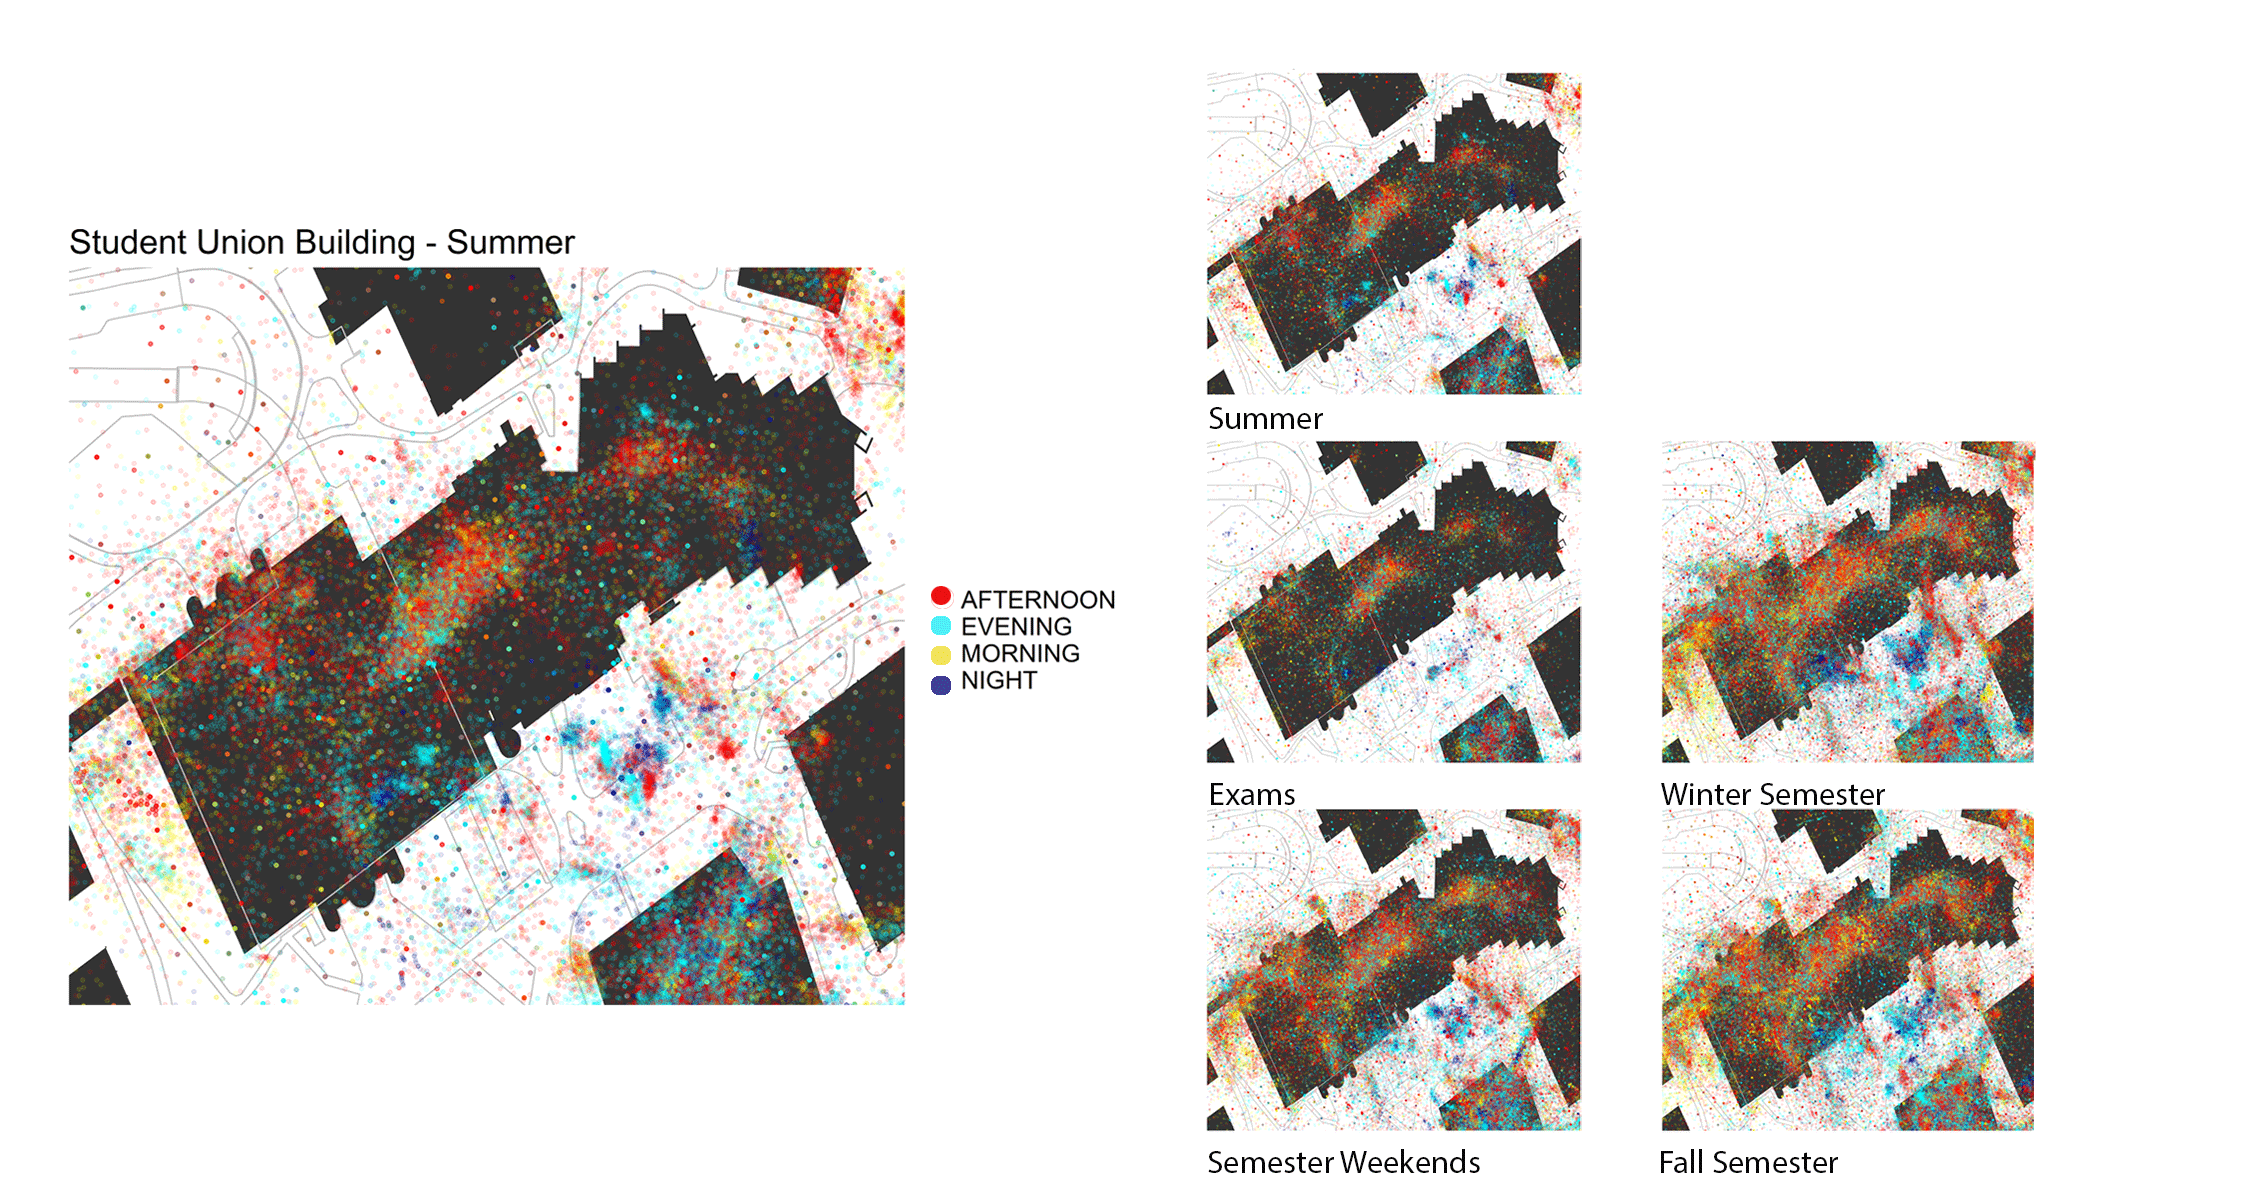 Student Union Building - Summer
AFTERNOON
EVENING
MORNING
NIGHT
Summer
Exams
Winter Semester
Semester Weekends
Fall Semester